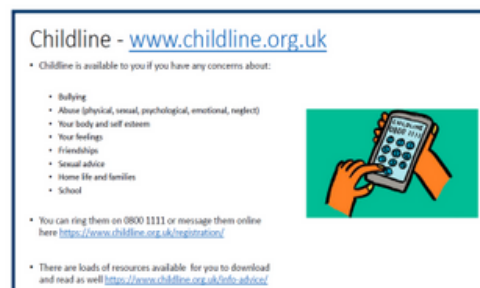 Childline - www.childline.org.uk
• Childline is available to you if you have any concerns about:
• Bullying
• Abuse (physical, sexual, psychological, emotional, neglect)
• Your body and self esteem
• Your feelings
• Friendships
• Sexual advice
• Home life and families
• School
CHILDLINE
0800 1111
• You can ring them on 0800 1111 or message them online
here https://www.childline.org.uk/registration/
• There are loads of resources available for you to download
and read as well https://www.childline.org.uk/info-advice/